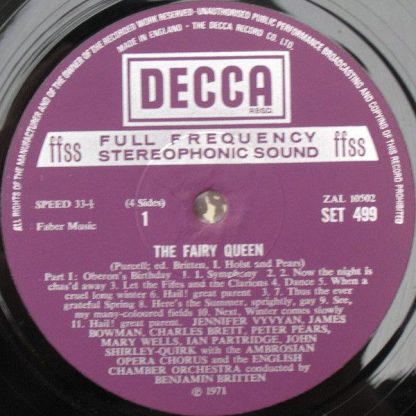 ALL RIGHTS OF THE MANUFACTURER AND OF THE OWNER OF THE RECORDED WORK RESERVED · UNAUTHORISED PUBLIC PERFORMANCE BROADCASTING AND COPYING OF THIS RECORD PROHIBITED
MADE IN ENGLAND · THE DECCA RECORD CO. LTD.
DECCA
REGD.
ffss FULL FREQUENCY STEREOPHONIC SOUND ffss
SPEED 33⅓ (4 Sides) ZAL 10502
1 SET 499
Faber Music
THE FAIRY QUEEN
(Purcell; ed. Britten, I. Holst and Pears)
Part I: Oberon's Birthday 1. 1. Symphony 2. 2. Now the night is
chas'd away 3. Let the Fifes and the Clarions 4. Dance 5. When a
cruel long winter 6. Hail! great parent 7. Thus the ever
grateful Spring 8. Here's the Summer, sprightly, gay 9. See,
my many-coloured fields 10. Next, Winter comes slowly
11. Hail! great parent. JENNIFER VYVYAN, JAMES
BOWMAN, CHARLES BRETT, PETER PEARS,
MARY WELLS, IAN PARTRIDGE, JOHN
SHIRLEY-QUIRK with the AMBROSIAN
OPERA CHORUS and the ENGLISH
CHAMBER ORCHESTRA conducted by
BENJAMIN BRITTEN
℗ 1971